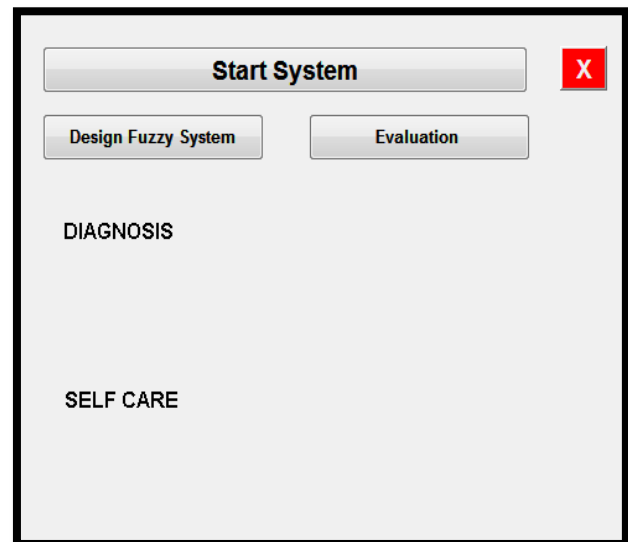 Start System
X
Design Fuzzy System
Evaluation
DIAGNOSIS
SELF CARE